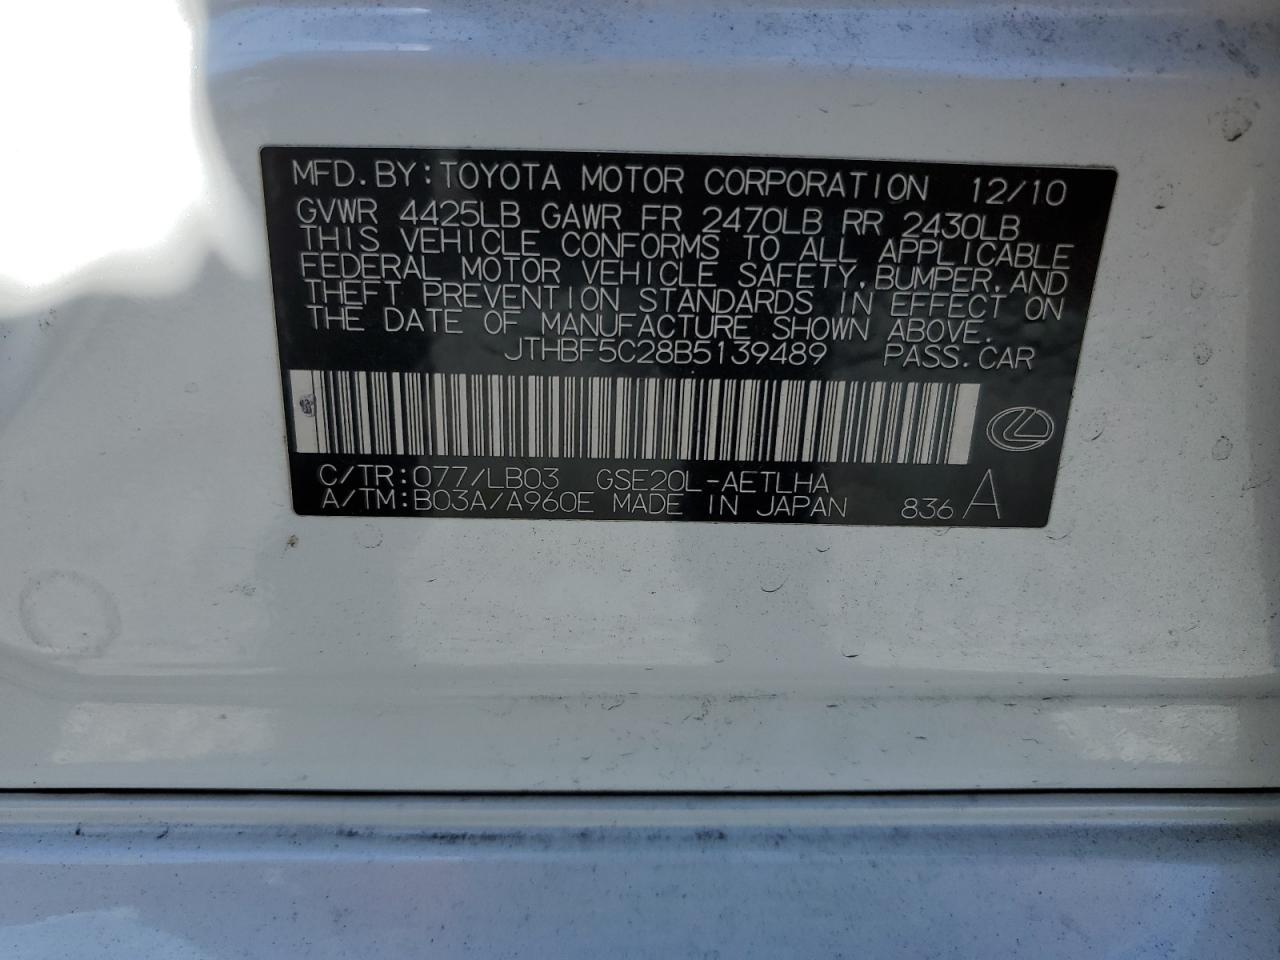 MFD. BY: TOYOTA MOTOR CORPORATION 12/10
GVWR 4425LB GAWR FR 2470LB RR 2430LB
THIS VEHICLE CONFORMS TO ALL APPLICABLE
FEDERAL MOTOR VEHICLE SAFETY, BUMPER, AND
THEFT PREVENTION STANDARDS IN EFFECT ON
THE DATE OF MANUFACTURE SHOWN ABOVE.
JTHBF5C28B5139489 PASS. CAR
C/TR: 077/LB03 GSE20L-AETLHA
A/TM: B03A/A960E MADE IN JAPAN 836 A